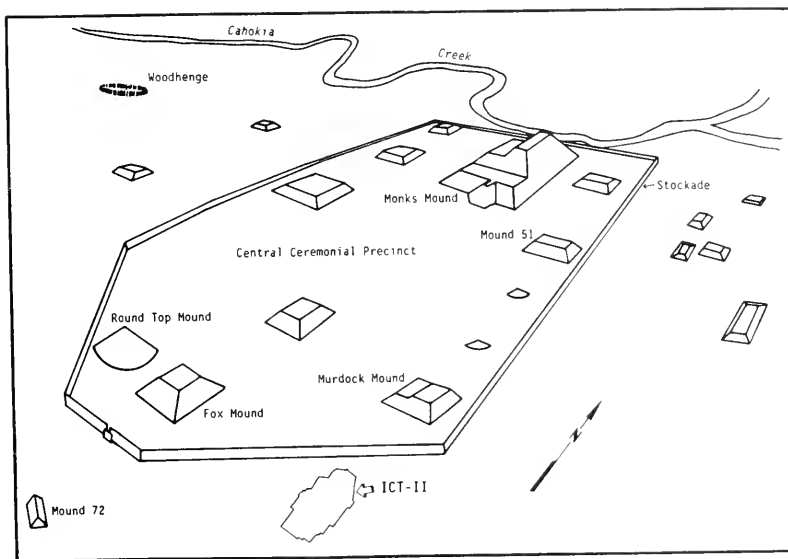 Cahokia
Creek
Woodhenge
Stockade
Monks Mound
Mound 51
Central Ceremonial Precinct
Round Top Mound
Murdock Mound
Fox Mound
N
ICT-II
Mound 72